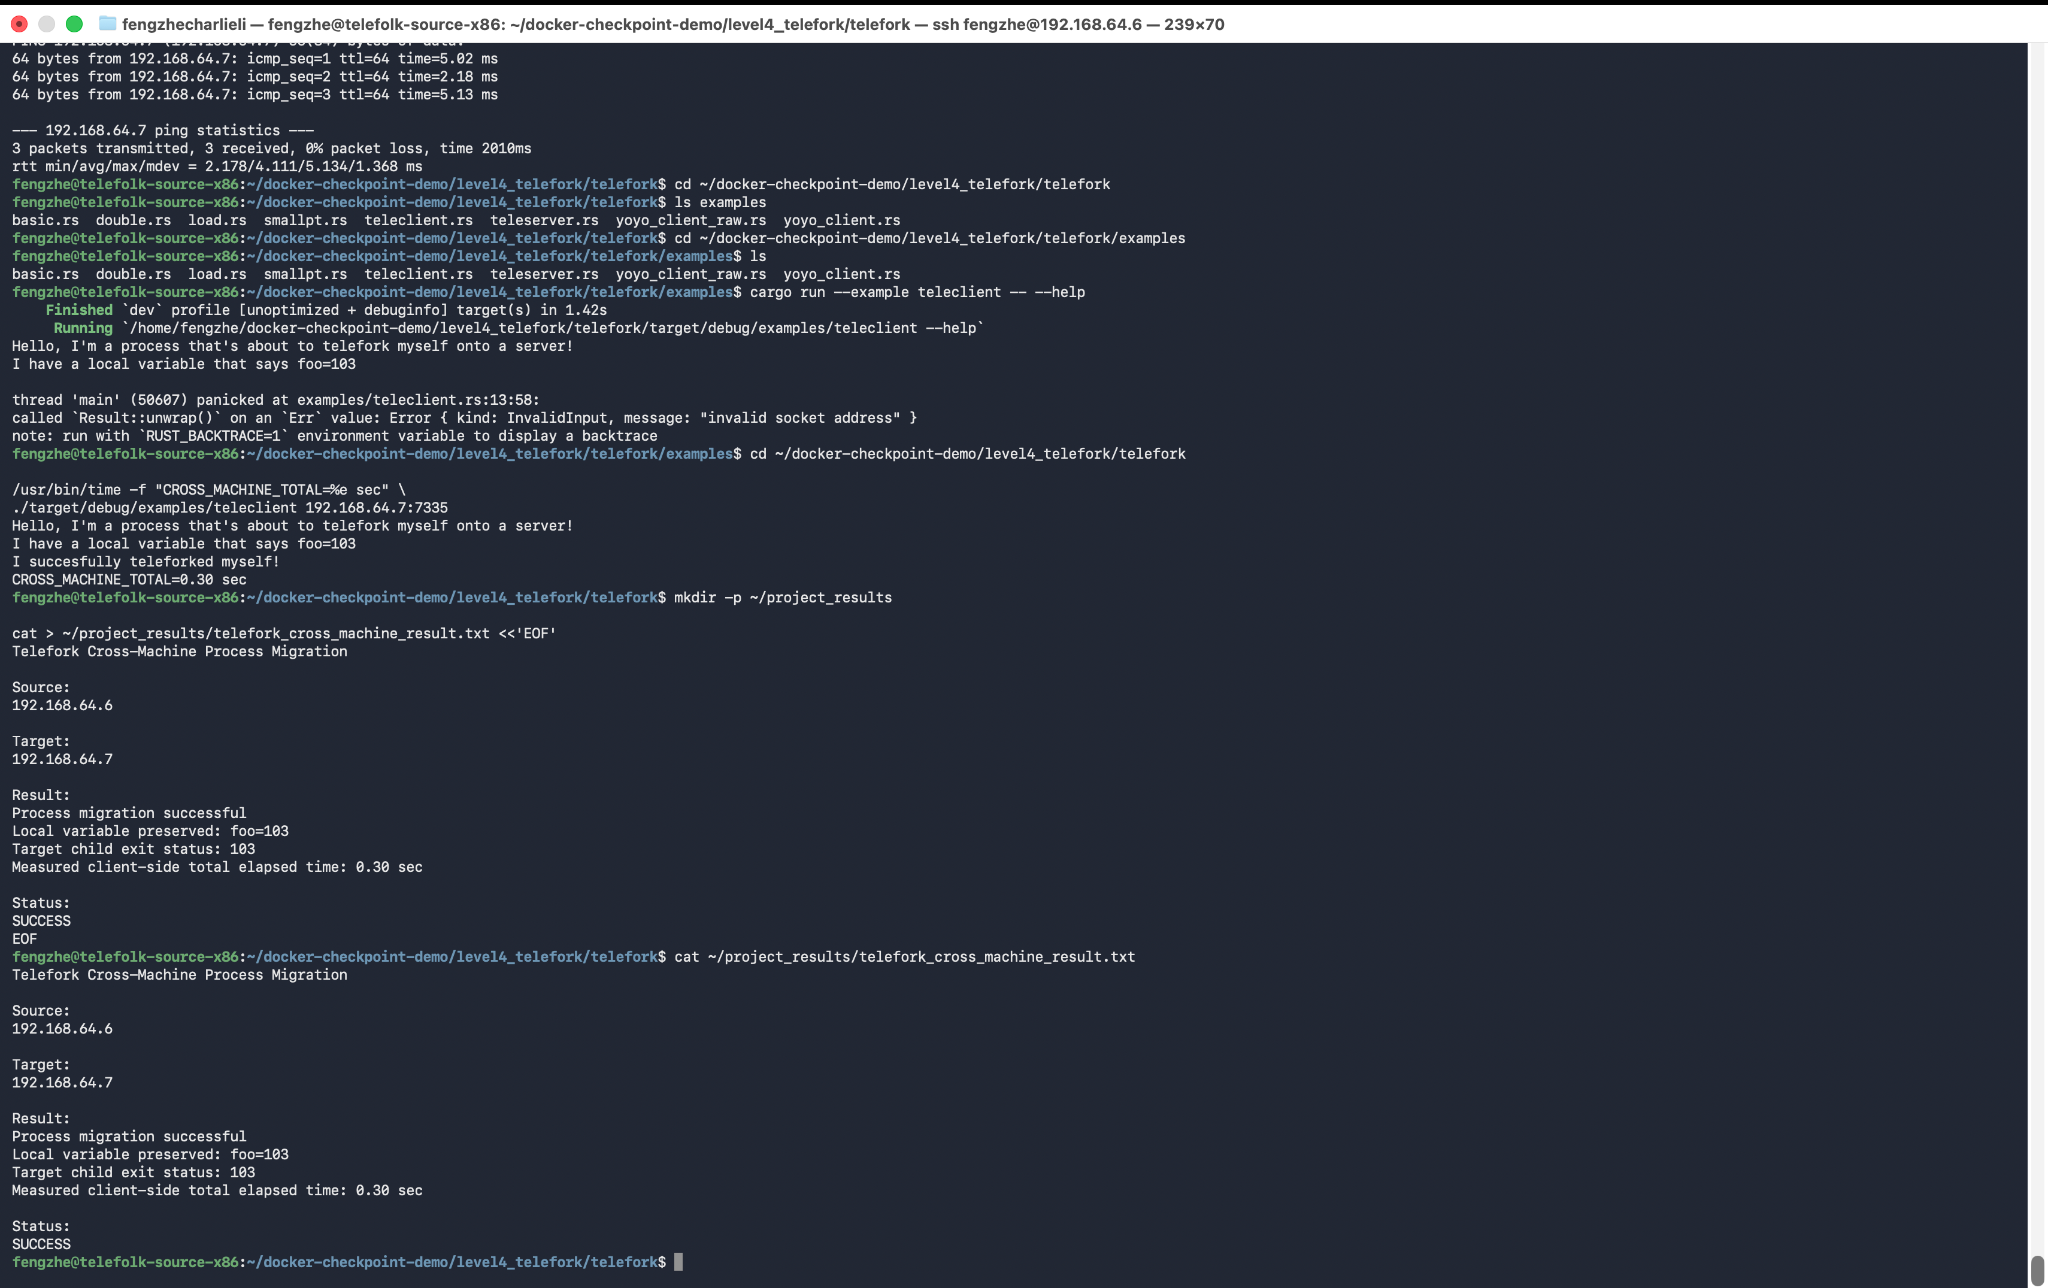 fengzhecharlieli — fengzhe@telefolk-source-x86: ~/docker-checkpoint-demo/level4_telefork/telefork — ssh fengzhe@192.168.64.6 — 239×70
PING 192.168.64.7 (192.168.64.7) 56(84) bytes of data.
64 bytes from 192.168.64.7: icmp_seq=1 ttl=64 time=5.02 ms
64 bytes from 192.168.64.7: icmp_seq=2 ttl=64 time=2.18 ms
64 bytes from 192.168.64.7: icmp_seq=3 ttl=64 time=5.13 ms

--- 192.168.64.7 ping statistics ---
3 packets transmitted, 3 received, 0% packet loss, time 2010ms
rtt min/avg/max/mdev = 2.178/4.111/5.134/1.368 ms
fengzhe@telefolk-source-x86:~/docker-checkpoint-demo/level4_telefork/telefork$ cd ~/docker-checkpoint-demo/level4_telefork/telefork
fengzhe@telefolk-source-x86:~/docker-checkpoint-demo/level4_telefork/telefork$ ls examples
basic.rs  double.rs  load.rs  smallpt.rs  teleclient.rs  teleserver.rs  yoyo_client_raw.rs  yoyo_client.rs
fengzhe@telefolk-source-x86:~/docker-checkpoint-demo/level4_telefork/telefork$ cd ~/docker-checkpoint-demo/level4_telefork/telefork/examples
fengzhe@telefolk-source-x86:~/docker-checkpoint-demo/level4_telefork/telefork/examples$ ls
basic.rs  double.rs  load.rs  smallpt.rs  teleclient.rs  teleserver.rs  yoyo_client_raw.rs  yoyo_client.rs
fengzhe@telefolk-source-x86:~/docker-checkpoint-demo/level4_telefork/telefork/examples$ cargo run --example teleclient -- --help
    Finished `dev` profile [unoptimized + debuginfo] target(s) in 1.42s
     Running `/home/fengzhe/docker-checkpoint-demo/level4_telefork/telefork/target/debug/examples/teleclient --help`
Hello, I'm a process that's about to telefork myself onto a server!
I have a local variable that says foo=103

thread 'main' (50607) panicked at examples/teleclient.rs:13:58:
called `Result::unwrap()` on an `Err` value: Error { kind: InvalidInput, message: "invalid socket address" }
note: run with `RUST_BACKTRACE=1` environment variable to display a backtrace
fengzhe@telefolk-source-x86:~/docker-checkpoint-demo/level4_telefork/telefork/examples$ cd ~/docker-checkpoint-demo/level4_telefork/telefork

/usr/bin/time -f "CROSS_MACHINE_TOTAL=%e sec" \
./target/debug/examples/teleclient 192.168.64.7:7335
Hello, I'm a process that's about to telefork myself onto a server!
I have a local variable that says foo=103
I succesfully teleforked myself!
CROSS_MACHINE_TOTAL=0.30 sec
fengzhe@telefolk-source-x86:~/docker-checkpoint-demo/level4_telefork/telefork$ mkdir -p ~/project_results

cat > ~/project_results/telefork_cross_machine_result.txt <<'EOF'
Telefork Cross-Machine Process Migration

Source:
192.168.64.6

Target:
192.168.64.7

Result:
Process migration successful
Local variable preserved: foo=103
Target child exit status: 103
Measured client-side total elapsed time: 0.30 sec

Status:
SUCCESS
EOF
fengzhe@telefolk-source-x86:~/docker-checkpoint-demo/level4_telefork/telefork$ cat ~/project_results/telefork_cross_machine_result.txt
Telefork Cross-Machine Process Migration

Source:
192.168.64.6

Target:
192.168.64.7

Result:
Process migration successful
Local variable preserved: foo=103
Target child exit status: 103
Measured client-side total elapsed time: 0.30 sec

Status:
SUCCESS
fengzhe@telefolk-source-x86:~/docker-checkpoint-demo/level4_telefork/telefork$